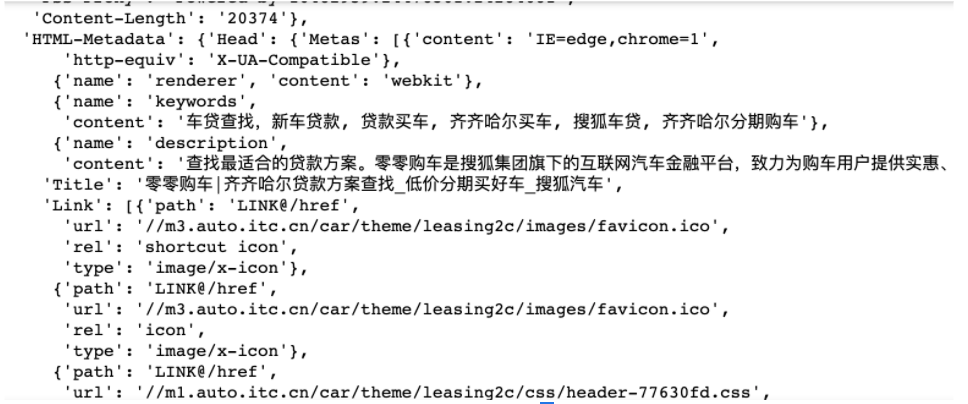 'Content-Length': '20374'},
'HTML-Metadata': {'Head': {'Metas': [{'content': 'IE=edge,chrome=1',
'http-equiv': 'X-UA-Compatible'},
{'name': 'renderer', 'content': 'webkit'},
{'name': 'keywords',
'content': '车贷查找, 新车贷款, 贷款买车, 齐齐哈尔买车, 搜狐车贷, 齐齐哈尔分期购车'},
{'name': 'description',
'content': '查找最适合的贷款方案。零零购车是搜狐集团旗下的互联网汽车金融平台，致力为购车用户提供实惠、
'Title': '零零购车|齐齐哈尔贷款方案查找_低价分期买好车_搜狐汽车',
'Link': [{'path': 'LINK@/href',
'url': '//m3.auto.itc.cn/car/theme/leasing2c/images/favicon.ico',
'rel': 'shortcut icon',
'type': 'image/x-icon'},
{'path': 'LINK@/href',
'url': '//m3.auto.itc.cn/car/theme/leasing2c/images/favicon.ico',
'rel': 'icon',
'type': 'image/x-icon'},
{'path': 'LINK@/href',
'url': '//m1.auto.itc.cn/car/theme/leasing2c/css/header-77630fd.css',